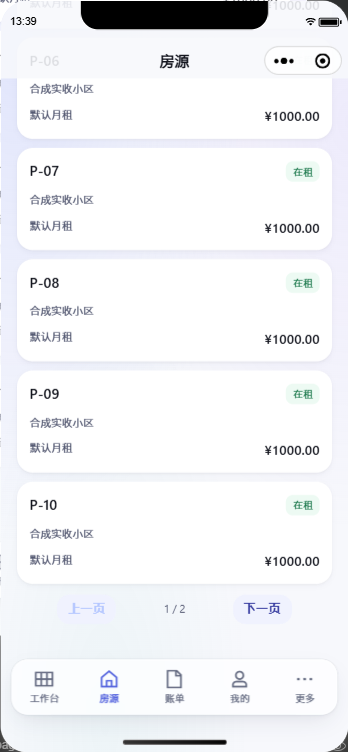 13:39
P-06
房源
合成实收小区
默认月租
¥1000.00
P-07
在租
合成实收小区
默认月租
¥1000.00
P-08
在租
合成实收小区
默认月租
¥1000.00
P-09
在租
合成实收小区
默认月租
¥1000.00
P-10
在租
合成实收小区
默认月租
¥1000.00
上一页
1 / 2
下一页
工作台
房源
账单
我的
更多